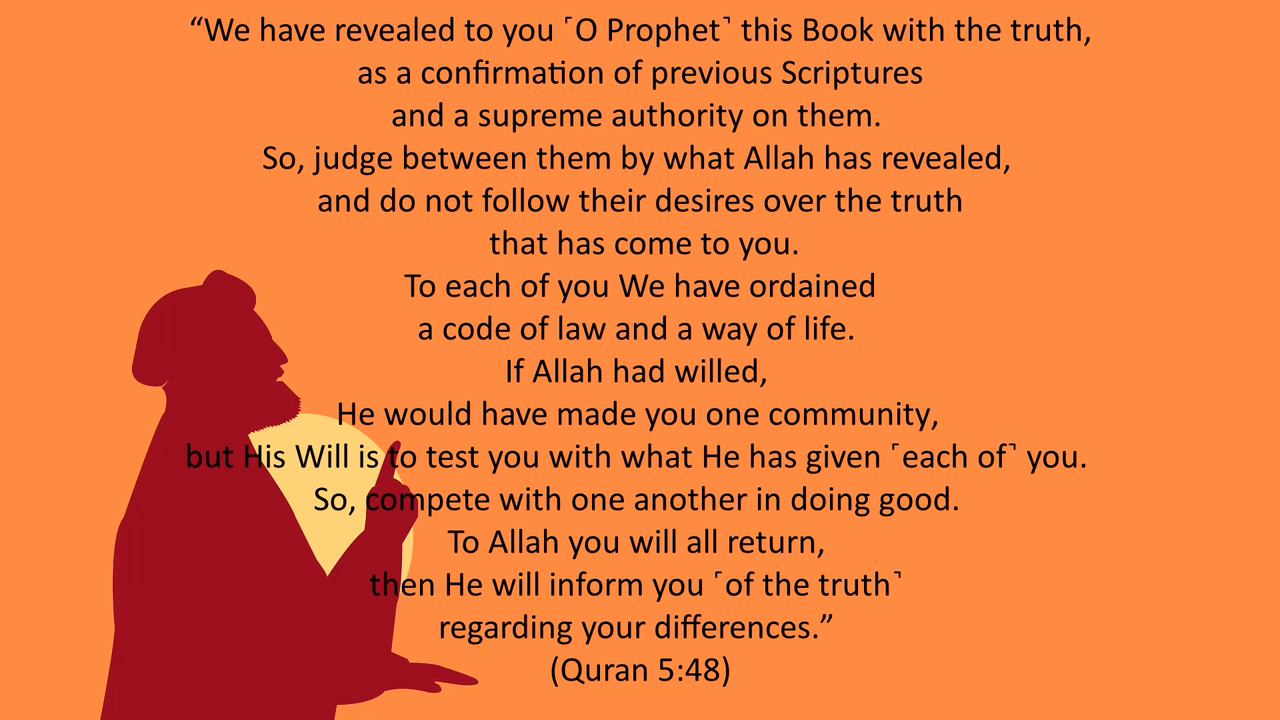 “We have revealed to you ˹O Prophet˺ this Book with the truth,
as a confirmation of previous Scriptures
and a supreme authority on them.
So, judge between them by what Allah has revealed,
and do not follow their desires over the truth
that has come to you.
To each of you We have ordained
a code of law and a way of life.
If Allah had willed,
He would have made you one community,
but His Will is to test you with what He has given ˹each of˺ you.
So, compete with one another in doing good.
To Allah you will all return,
then He will inform you ˹of the truth˺
regarding your differences.”
(Quran 5:48)